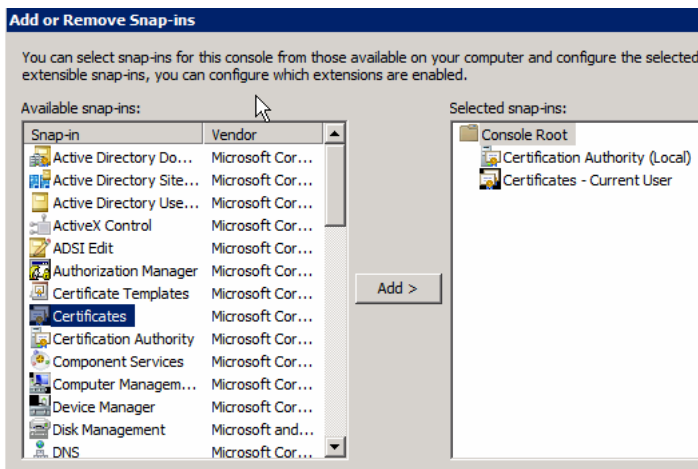 Add or Remove Snap-ins
You can select snap-ins for this console from those available on your computer and configure the selected
extensible snap-ins, you can configure which extensions are enabled.
Available snap-ins:
Selected snap-ins:
Snap-in Vendor
Active Directory Do... Microsoft Cor...
Active Directory Site... Microsoft Cor...
Active Directory Use... Microsoft Cor...
ActiveX Control Microsoft Cor...
ADSI Edit Microsoft Cor...
Authorization Manager Microsoft Cor...
Certificate Templates Microsoft Cor...
Certificates Microsoft Cor...
Certification Authority Microsoft Cor...
Component Services Microsoft Cor...
Computer Managem... Microsoft Cor...
Device Manager Microsoft Cor...
Disk Management Microsoft and...
DNS Microsoft Cor...
Add >
Console Root
Certification Authority (Local)
Certificates - Current User